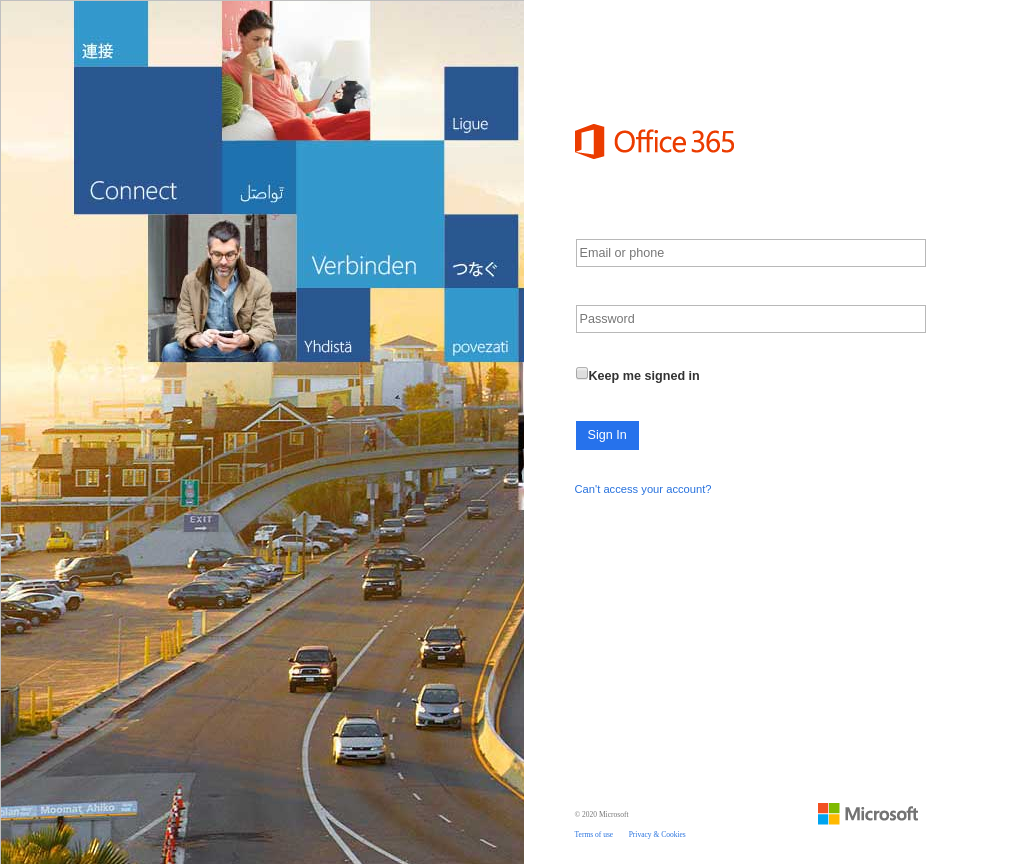 連接
Connect
تواصَل
Ligue
Verbinden
つなぐ
Yhdistä
povezati
EXIT
Moomat Ahiko
Office 365
Email or phone
Password
Keep me signed in
Sign In
Can't access your account?
© 2020 Microsoft
Terms of use Privacy & Cookies
Microsoft